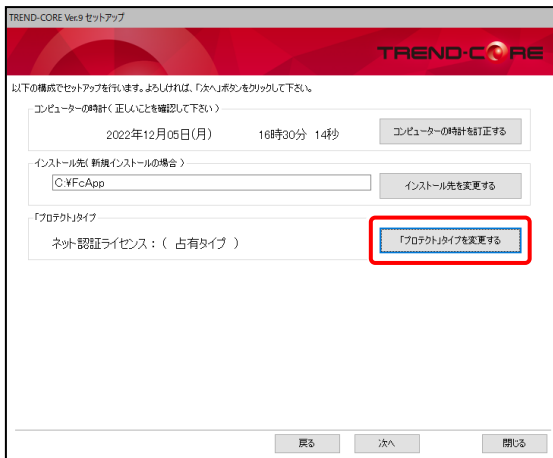 TREND-CORE Ver.9 セットアップ
TREND-CORE
以下の構成でセットアップを行います。よろしければ、「次へ」ボタンをクリックして下さい。
コンピューターの時計( 正しいことを確認して下さい )
2022年12月05日(月) 16時30分 14秒 コンピューターの時計を訂正する
インストール先( 新規インストールの場合 )
C:¥FcApp インストール先を変更する
「プロテクト」タイプ
ネット認証ライセンス : ( 占有タイプ ) 「プロテクト」タイプを変更する
戻る 次へ 閉じる